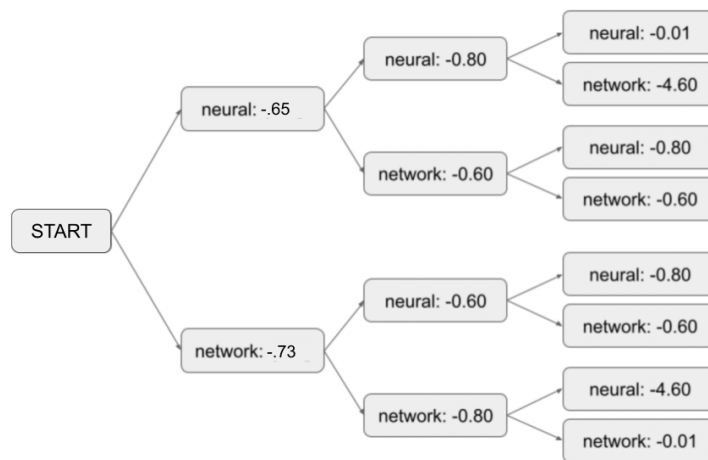 START
neural: -.65
network: -.73
neural: -0.80
network: -0.60
neural: -0.60
network: -0.80
neural: -0.01
network: -4.60
neural: -0.80
network: -0.60
neural: -0.80
network: -0.60
neural: -4.60
network: -0.01